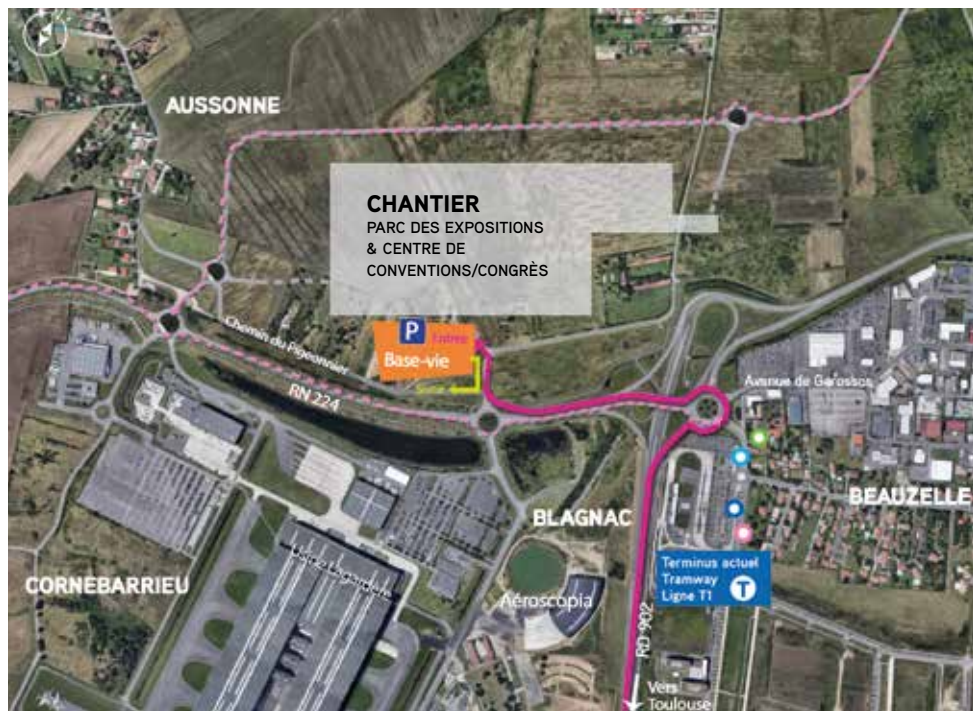 AUSSONNE
CHANTIER
PARC DES EXPOSITIONS
& CENTRE DE
CONVENTIONS/CONGRÈS
Chemin du Pigeonnier
P
Entrée
Base-vie
RN 224
Avenue de Garossos
BEAUZELLE
BLAGNAC
CORNEBARRIEU
Aéroscopia
Terminus actuel
Tramway
Ligne T1
T
RD 902
Vers
Toulouse